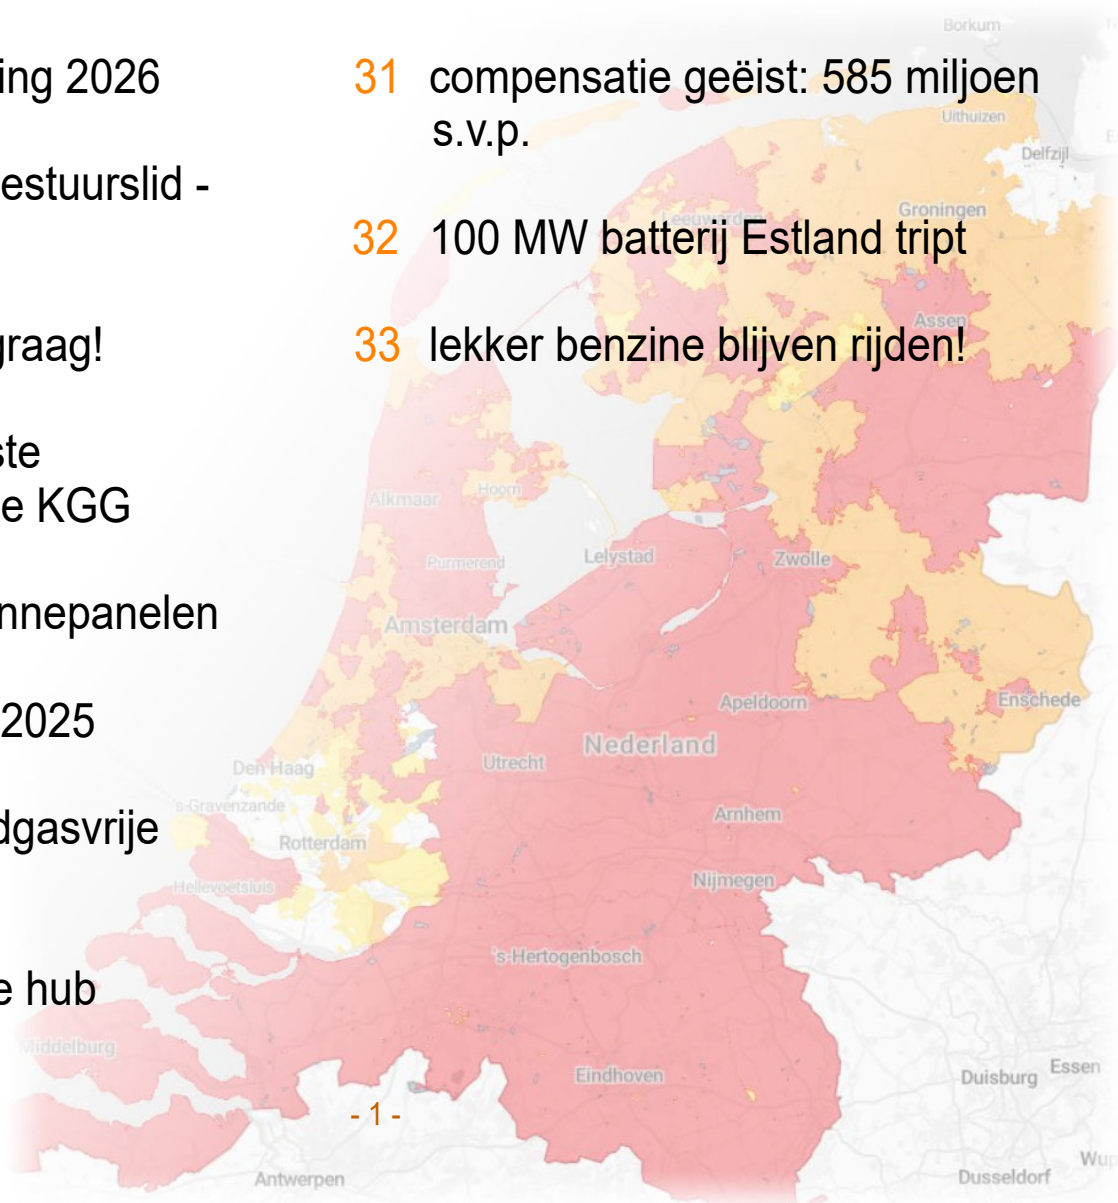 ing 2026
estuurslid -
graag!
ste
e KGG
nnepanelen
2025
dgasvrije
e hub
31 compensatie geëist: 585 miljoen
s.v.p.
32 100 MW batterij Estland tript
33 lekker benzine blijven rijden!
- 1 -
Borkum
Uithuizen
Delfzijl
Leeuwarden
Groningen
Assen
Alkmaar
Hoorn
Purmerend
Lelystad
Zwolle
Amsterdam
Apeldoorn
Enschede
Nederland
Den Haag
Utrecht
's-Gravenzande
Arnhem
Rotterdam
Nijmegen
Hellevoetsluis
's-Hertogenbosch
Middelburg
Eindhoven
Duisburg
Essen
Antwerpen
Dusseldorf
Wup